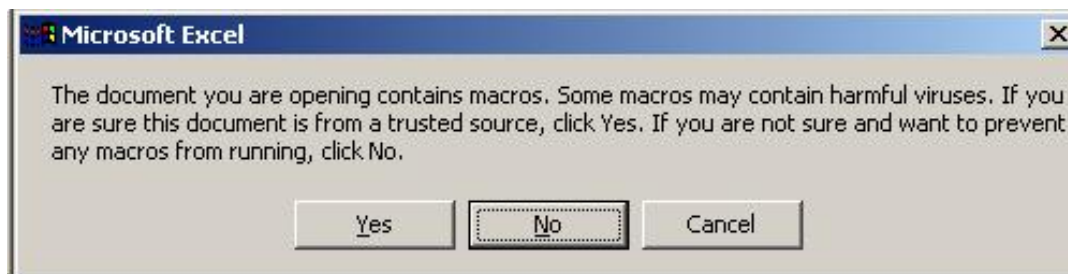 Microsoft Excel
The document you are opening contains macros. Some macros may contain harmful viruses. If you
are sure this document is from a trusted source, click Yes. If you are not sure and want to prevent
any macros from running, click No.
Yes No Cancel